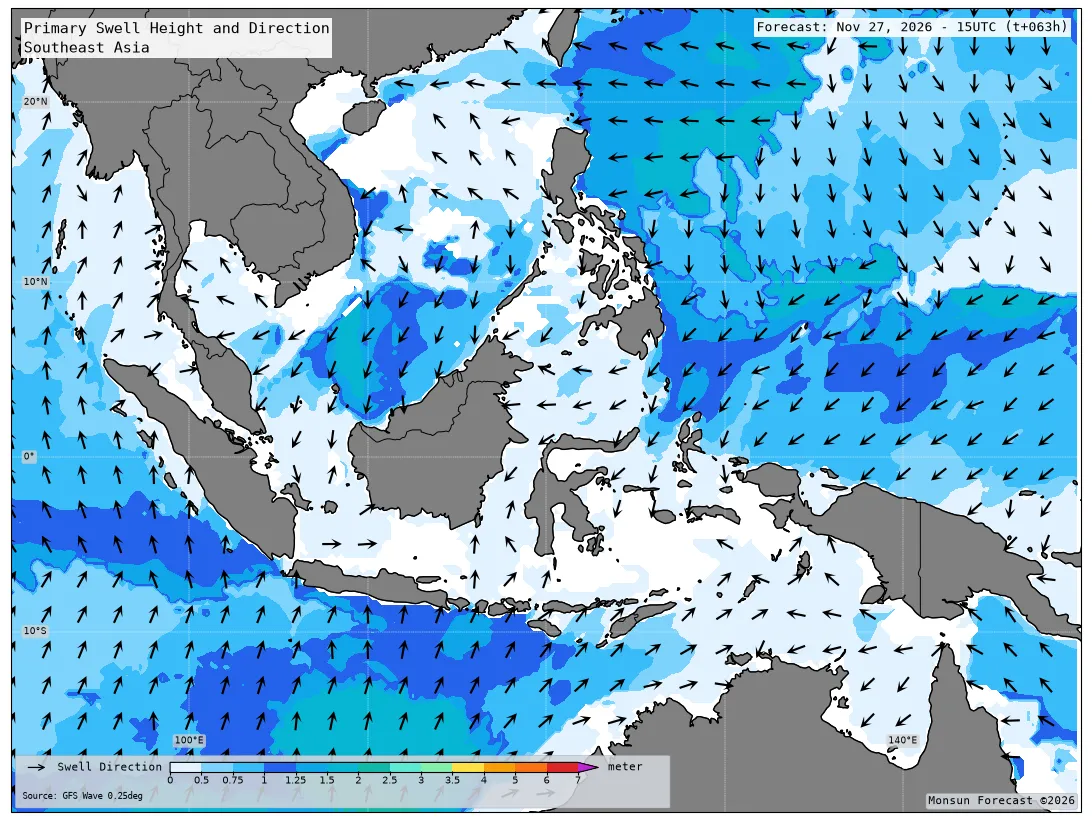 Primary Swell Height and Direction
Southeast Asia
Forecast: Nov 27, 2026 - 15UTC (t+063h)
20°N
10°N
0°
10°S
100°E
140°E
Swell Direction
0 0.5 0.75 1 1.25 1.5 2 2.5 3 3.5 4 5 6 7
meter
Source: GFS Wave 0.25deg
Monsun Forecast ©2026